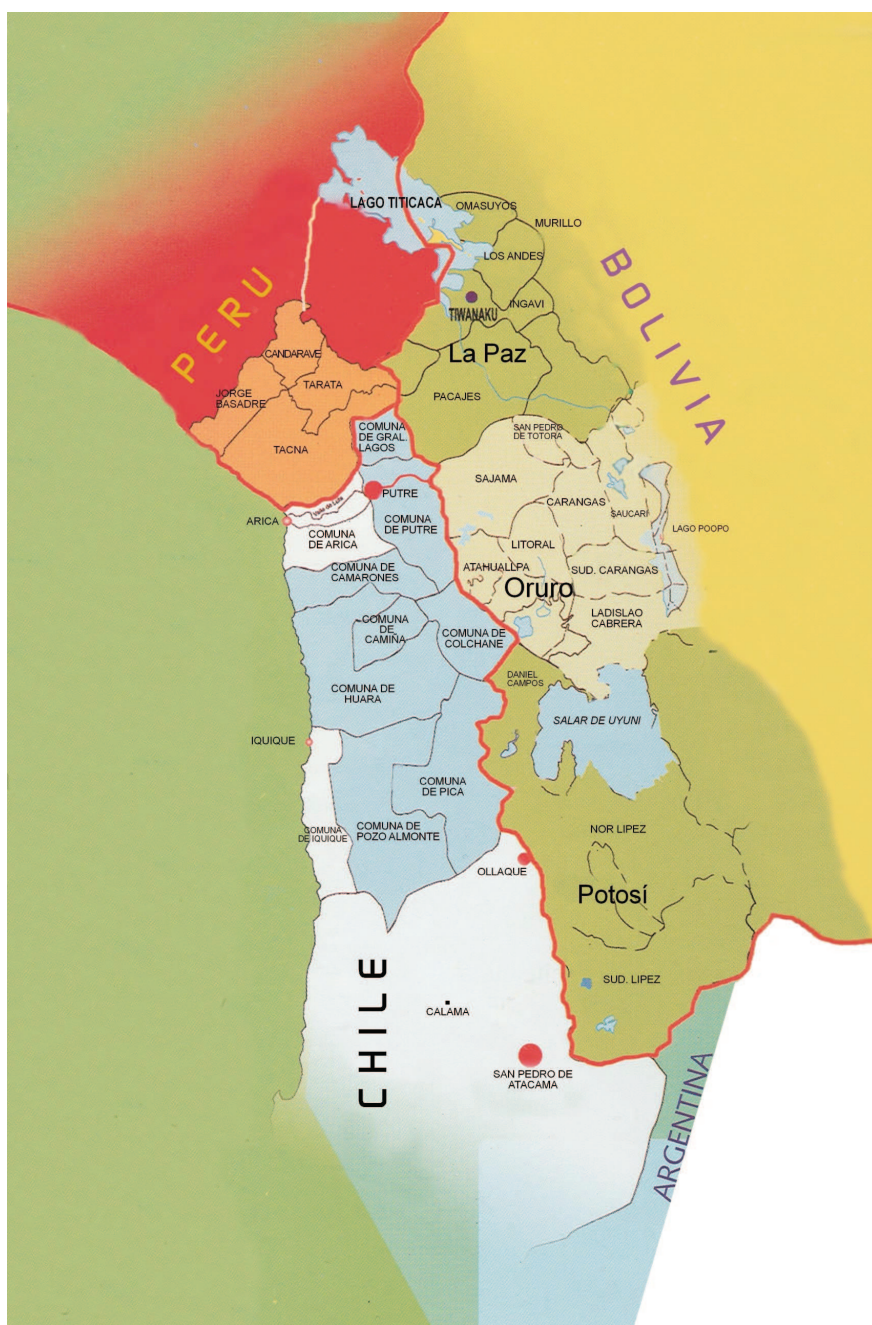 LAGO TITICACA
OMASUYOS
MURILLO
LOS ANDES
BOLIVIA
PERU
INGAVI
TIWANAKU
La Paz
CANDARAVE
TARATA
JORGE
BASADRE
PACAJES
TACNA
COMUNA
DE GRAL.
LAGOS
SAN PEDRO
DE TOTORA
SAJAMA
PUTRE
CARANGAS
SAUCARI
ARICA
Valle de Lluta
COMUNA
DE ARICA
COMUNA
DE PUTRE
LAGO POOPO
LITORAL
ATAHUALLPA
SUD. CARANGAS
COMUNA DE
CAMARONES
Oruro
LADISLAO
CABRERA
COMUNA
DE
CAMIÑA
COMUNA DE
COLCHANE
DANIEL
CAMPOS
COMUNA DE
HUARA
SALAR DE UYUNI
IQUIQUE
COMUNA
DE PICA
COMUNA
DE IQUIQUE
COMUNA DE
POZO ALMONTE
NOR LIPEZ
OLLAQUE
Potosí
CHILE
SUD. LIPEZ
CALAMA
SAN PEDRO DE
ATACAMA
ARGENTINA